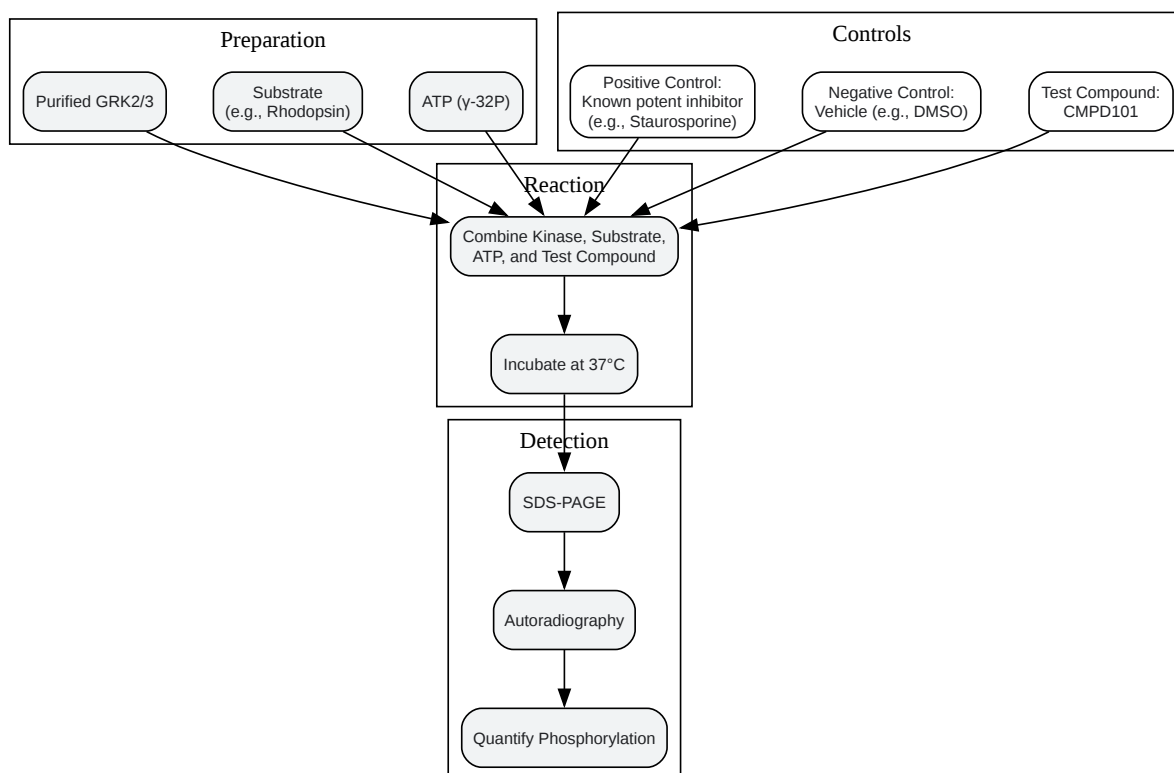 Preparation
Controls
Purified GRK2/3
Substrate
(e.g., Rhodopsin)
ATP (γ-32P)
Positive Control:
Known potent inhibitor
(e.g., Staurosporine)
Negative Control:
Vehicle (e.g., DMSO)
Test Compound:
CMPD101
Reaction
Combine Kinase, Substrate,
ATP, and Test Compound
Incubate at 37°C
Detection
SDS-PAGE
Autoradiography
Quantify Phosphorylation